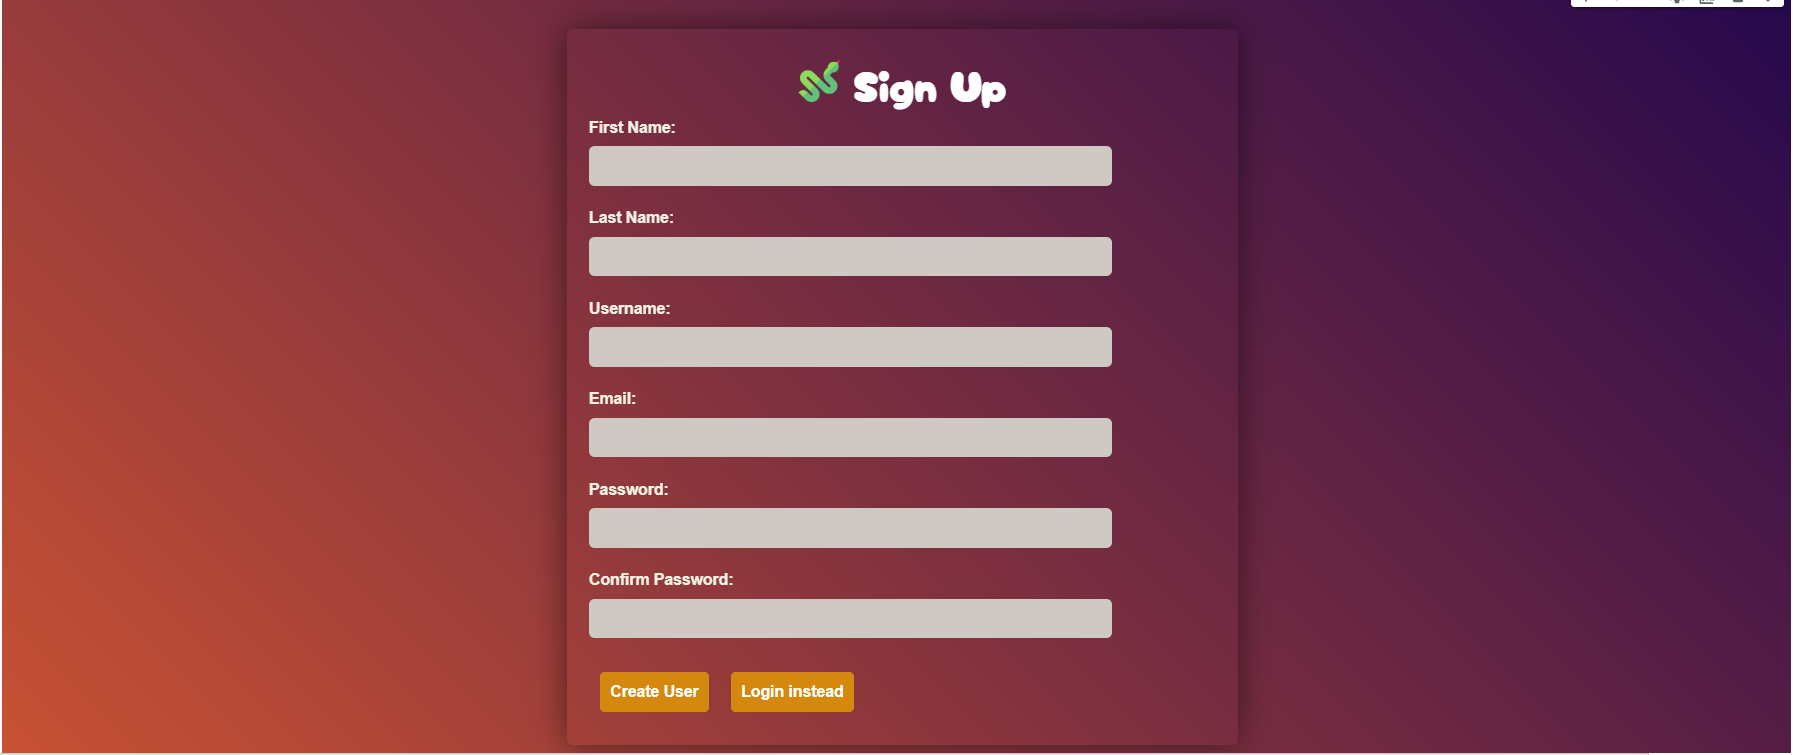 Sign Up
First Name:
Last Name:
Username:
Email:
Password:
Confirm Password:
Create User
Login instead